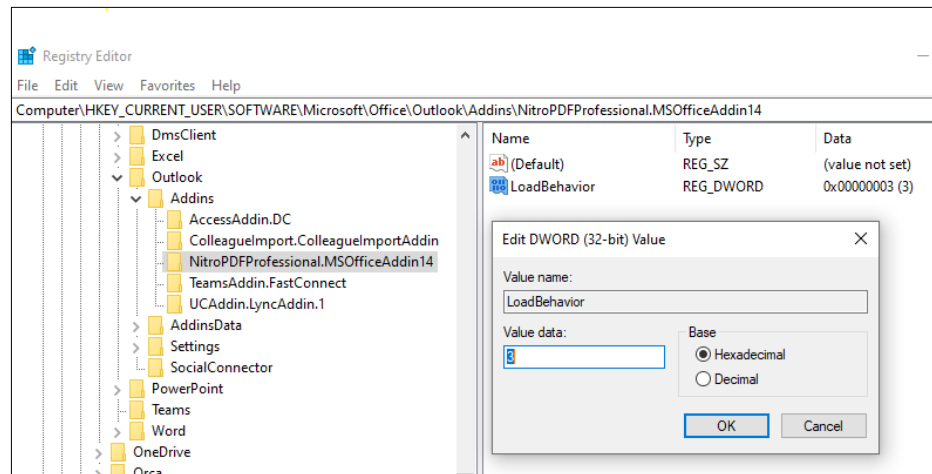 Registry Editor
File Edit View Favorites Help
Computer\HKEY_CURRENT_USER\SOFTWARE\Microsoft\Office\Outlook\Addins\NitroPDFProfessional.MSOfficeAddin14
DmsClient
Excel
Outlook
Addins
AccessAddin.DC
ColleagueImport.ColleagueImportAddin
NitroPDFProfessional.MSOfficeAddin14
TeamsAddin.FastConnect
UCAddin.LyncAddin.1
AddinsData
Settings
SocialConnector
PowerPoint
Teams
Word
OneDrive
Orca
Name Type Data
ab (Default) REG_SZ (value not set)
LoadBehavior REG_DWORD 0x00000003 (3)
Edit DWORD (32-bit) Value
Value name:
LoadBehavior
Value data:
3
Base
Hexadecimal
Decimal
OK Cancel